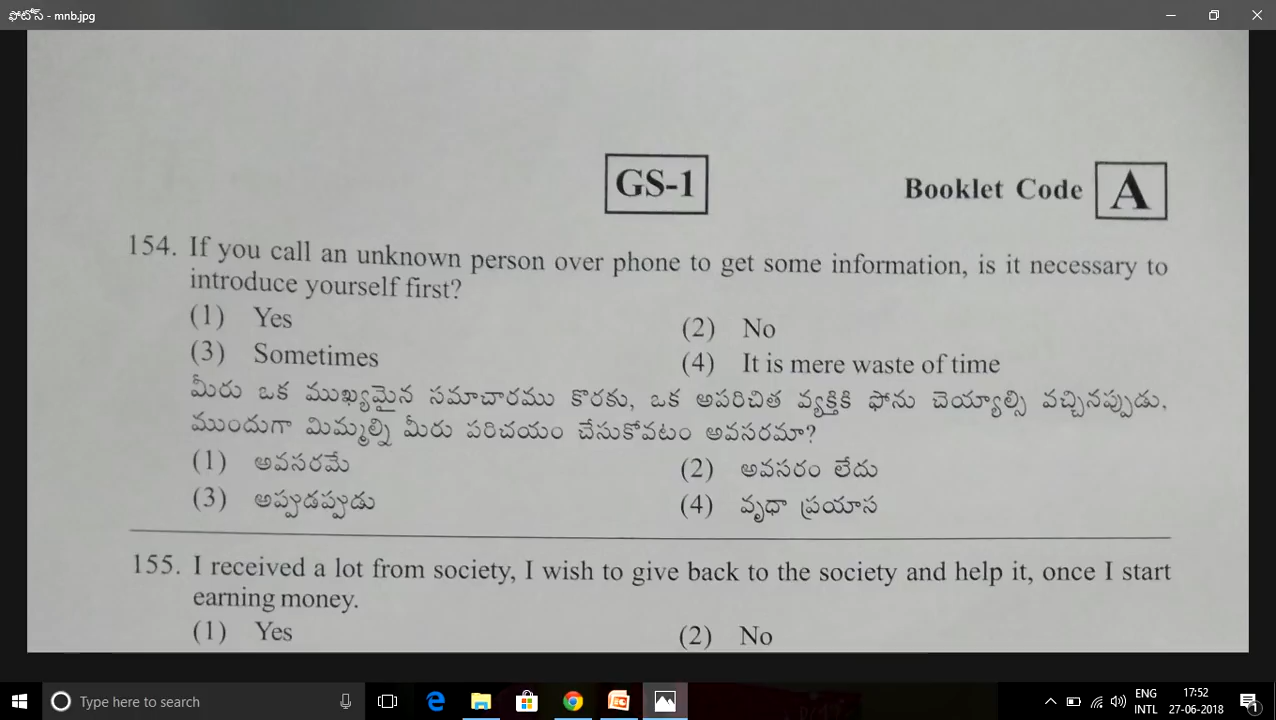 ఫోటోస్ - mnb.jpg
GS-1
Booklet Code A
154. If you call an unknown person over phone to get some information, is it necessary to
introduce yourself first?
(1) Yes (2) No
(3) Sometimes (4) It is mere waste of time
మీరు ఒక ముఖ్యమైన సమాచారము కొరకు, ఒక అపరిచిత వ్యక్తికి ఫోను చెయ్యాల్సి వచ్చినప్పుడు,
ముందుగా మిమ్మల్ని మీరు పరిచయం చేసుకోవటం అవసరమా?
(1) అవసరమే (2) అవసరం లేదు
(3) అప్పుడప్పుడు (4) వృధా ప్రయాస
155. I received a lot from society, I wish to give back to the society and help it, once I start
earning money.
(1) Yes (2) No
Type here to search
ENG 17:52
INTL 27-06-2018
1